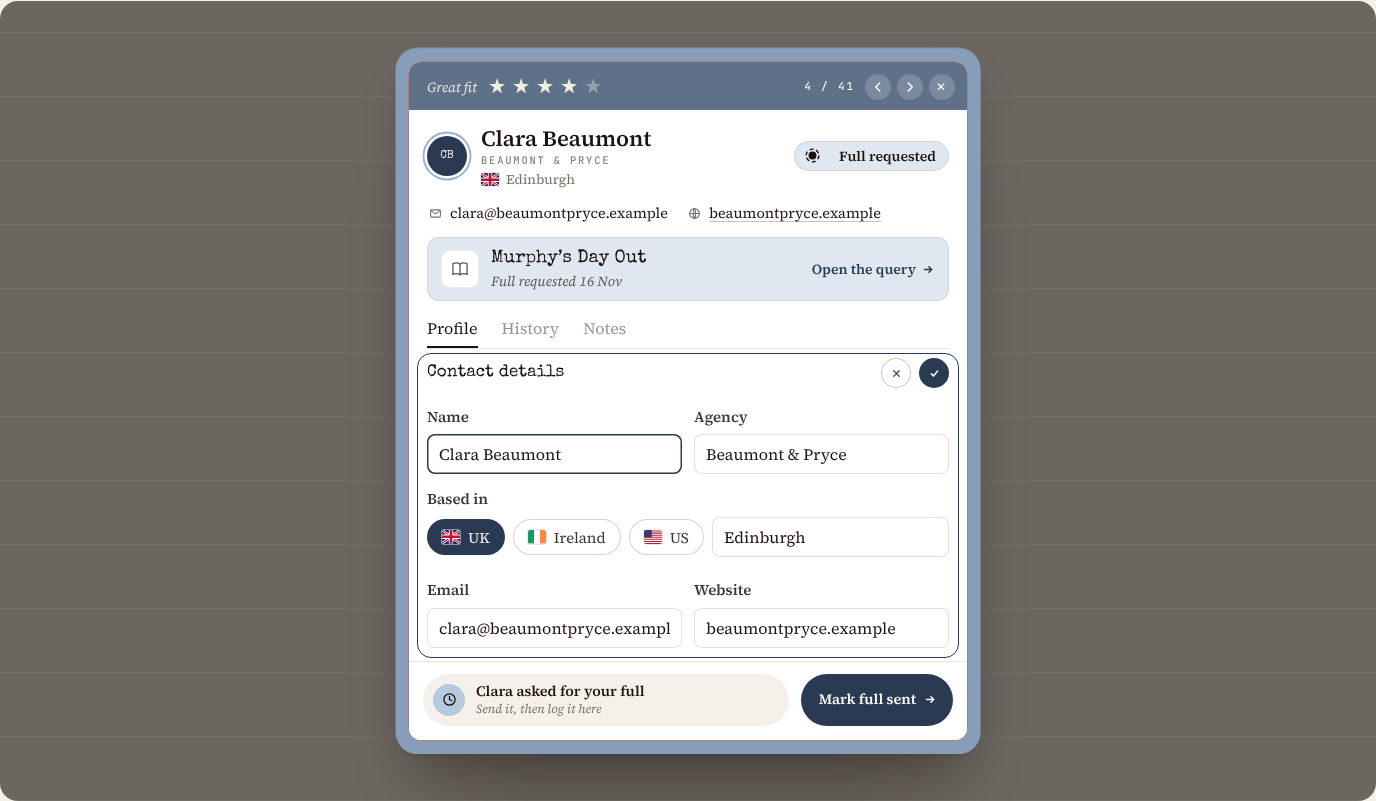 Great fit
4 / 41
CB
Clara Beaumont
BEAUMONT & PRYCE
Edinburgh
Full requested
clara@beaumontpryce.example
beaumontpryce.example
Murphy’s Day Out
Full requested 16 Nov
Open the query
Profile
History
Notes
Contact details
Name
Agency
Clara Beaumont
Beaumont & Pryce
Based in
UK
Ireland
US
Edinburgh
Email
Website
clara@beaumontpryce.exampl
beaumontpryce.example
Clara asked for your full
Send it, then log it here
Mark full sent